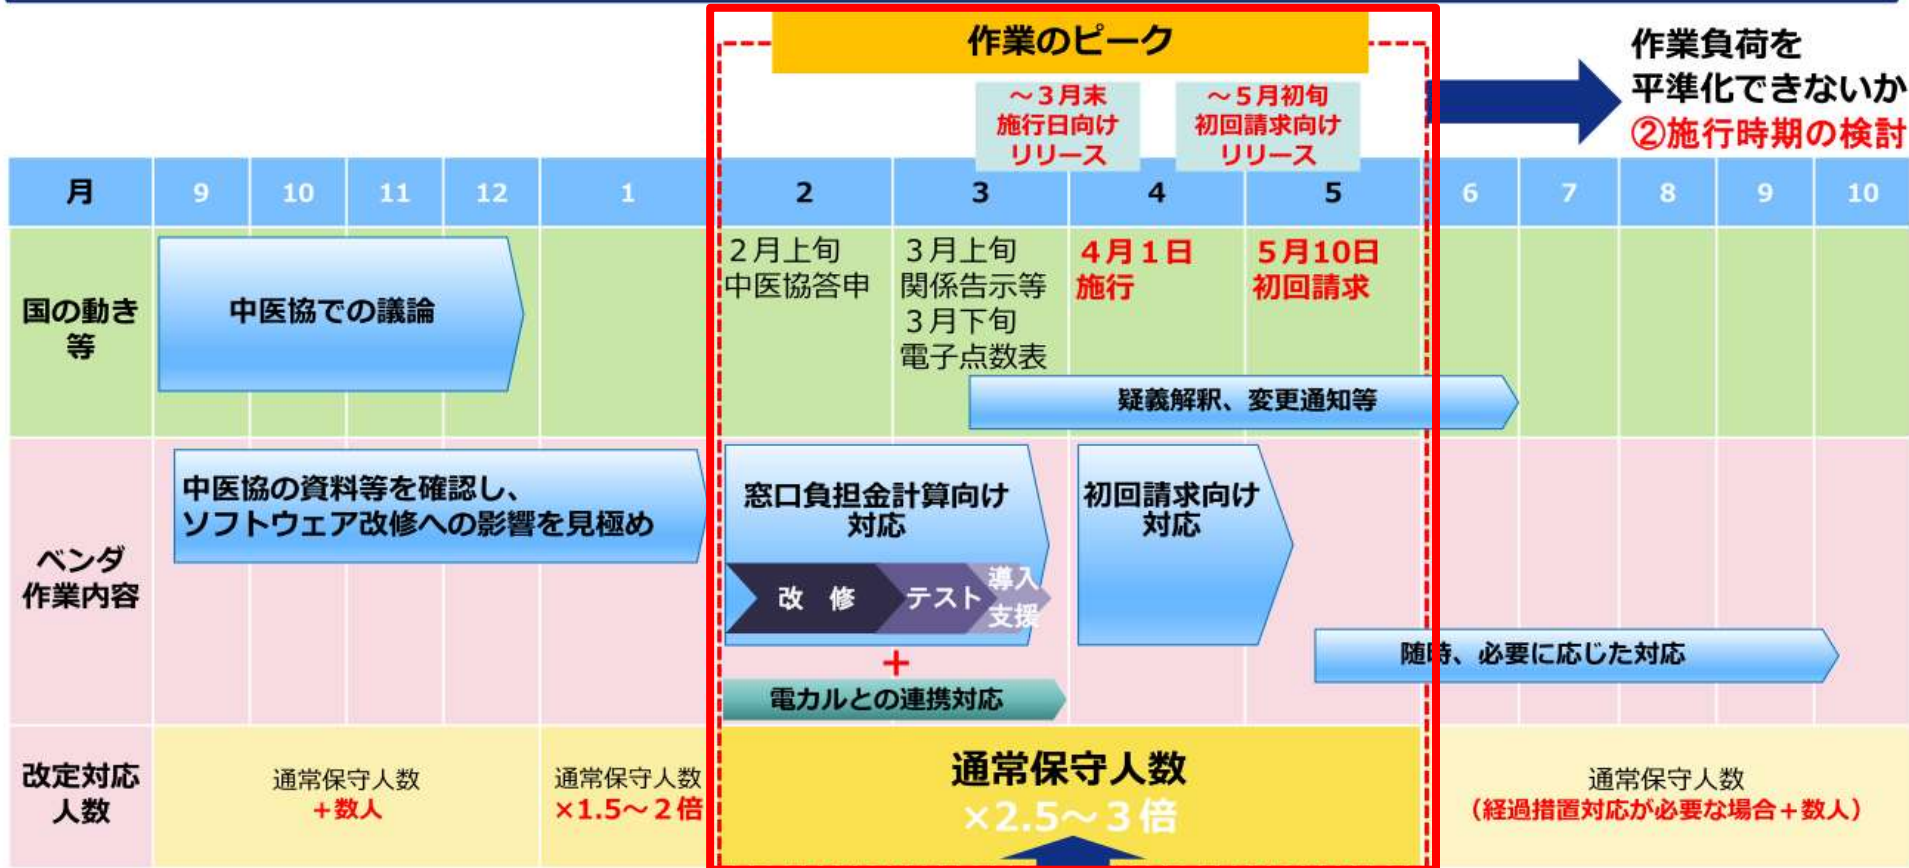 作業のピーク
～３月末
施行日向け
リリース
～５月初旬
初回請求向け
リリース
作業負荷を
平準化できないか
②施行時期の検討
月 9 10 11 12 1 2 3 4 5 6 7 8 9 10
国の動き
等
中医協での議論
２月上旬
中医協答申
３月上旬
関係告示等
３月下旬
電子点数表
４月１日
施行
５月10日
初回請求
疑義解釈、変更通知等
ベンダ
作業内容
中医協の資料等を確認し、
ソフトウェア改修への影響を見極め
窓口負担金計算向け
対応
改 修
テスト
導入
支援
＋
電カルとの連携対応
初回請求向け
対応
随時、必要に応じた対応
改定対応
人数
通常保守人数
＋数人
通常保守人数
×1.5～２倍
通常保守人数
×2.5～３倍
通常保守人数
（経過措置対応が必要な場合＋数人）